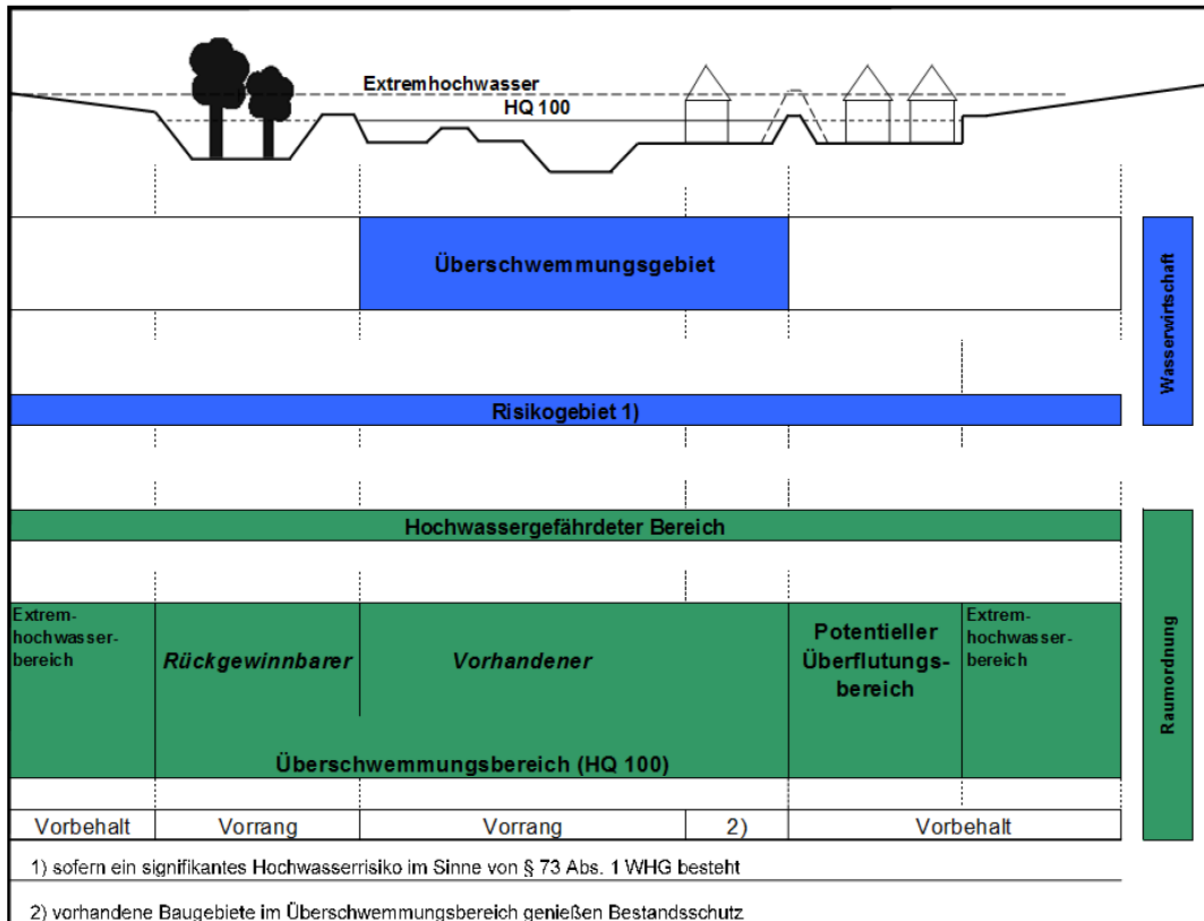 Extremhochwasser
HQ 100
Überschwemmungsgebiet
Wasserwirtschaft
Risikogebiet 1)
Hochwassergefährdeter Bereich
Extrem-
hochwasser-
bereich
Rückgewinnbarer
Vorhandener
Potentieller
Überflutungs-
bereich
Extrem-
hochwasser-
bereich
Raumordnung
Überschwemmungsbereich (HQ 100)
Vorbehalt
Vorrang
Vorrang
2)
Vorbehalt
1) sofern ein signifikantes Hochwasserrisiko im Sinne von § 73 Abs. 1 WHG besteht
2) vorhandene Baugebiete im Überschwemmungsbereich genießen Bestandsschutz